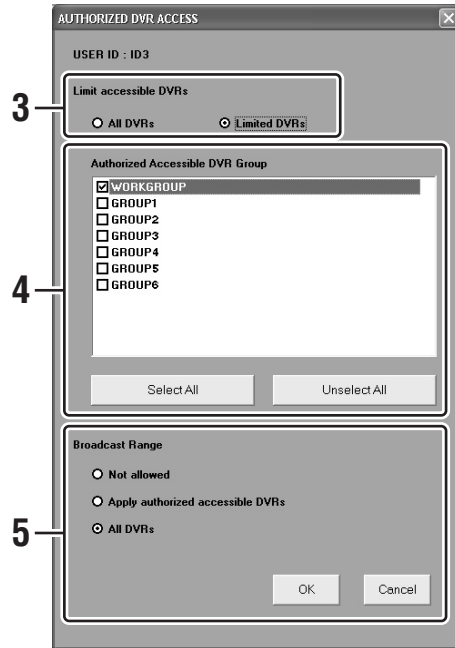 AUTHORIZED DVR ACCESS
USER ID : ID3
3
Limit accessible DVRs
All DVRs Limited DVRs
4
Authorized Accessible DVR Group
WORKGROUP
GROUP1
GROUP2
GROUP3
GROUP4
GROUP5
GROUP6
Select All Unselect All
5
Broadcast Range
Not allowed
Apply authorized accessible DVRs
All DVRs
OK Cancel